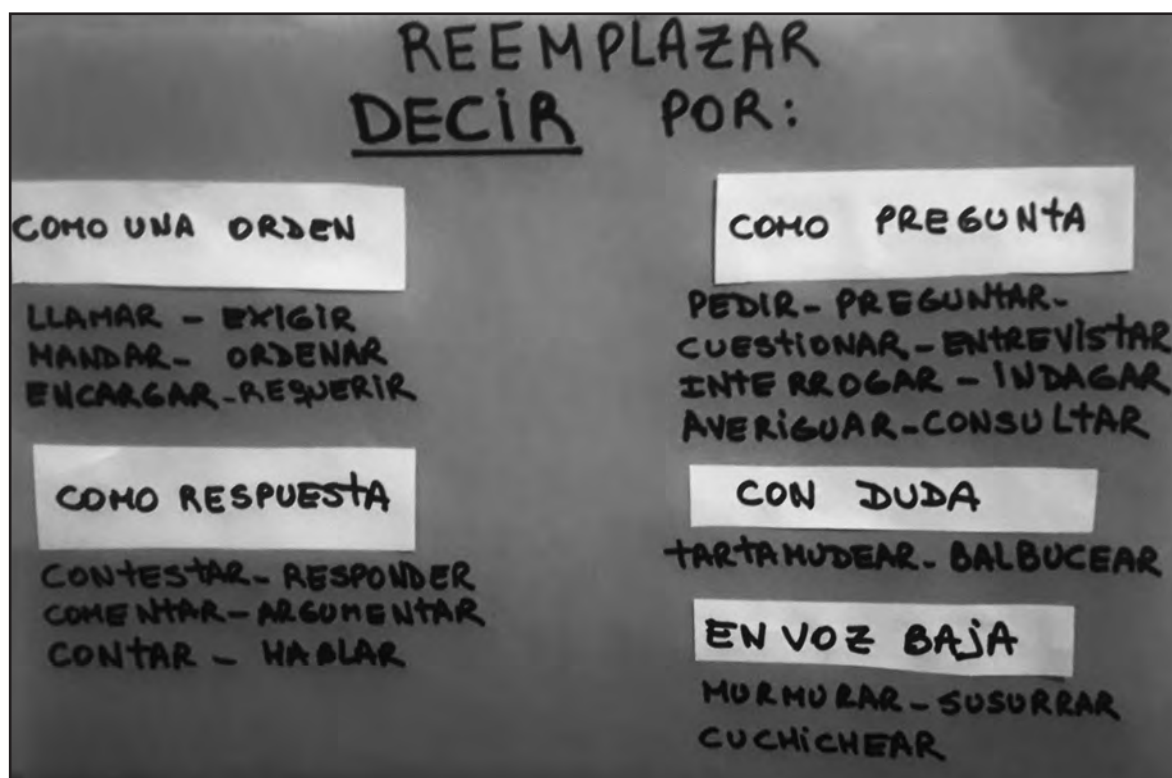 REEMPLAZAR
DECIR POR:
COMO UNA ORDEN
LLAMAR - EXIGIR
MANDAR - ORDENAR
ENCARGAR - REQUERIR
COMO RESPUESTA
CONTESTAR - RESPONDER
COMENTAR - ARGUMENTAR
CONTAR - HABLAR
COMO PREGUNTA
PEDIR - PREGUNTAR -
CUESTIONAR - ENTREVISTAR
INTERROGAR - INDAGAR
AVERIGUAR - CONSULTAR
CON DUDA
TARTAMUDEAR - BALBUCEAR
EN VOZ BAJA
MURMURAR - SUSURRAR
CUCHICHEAR